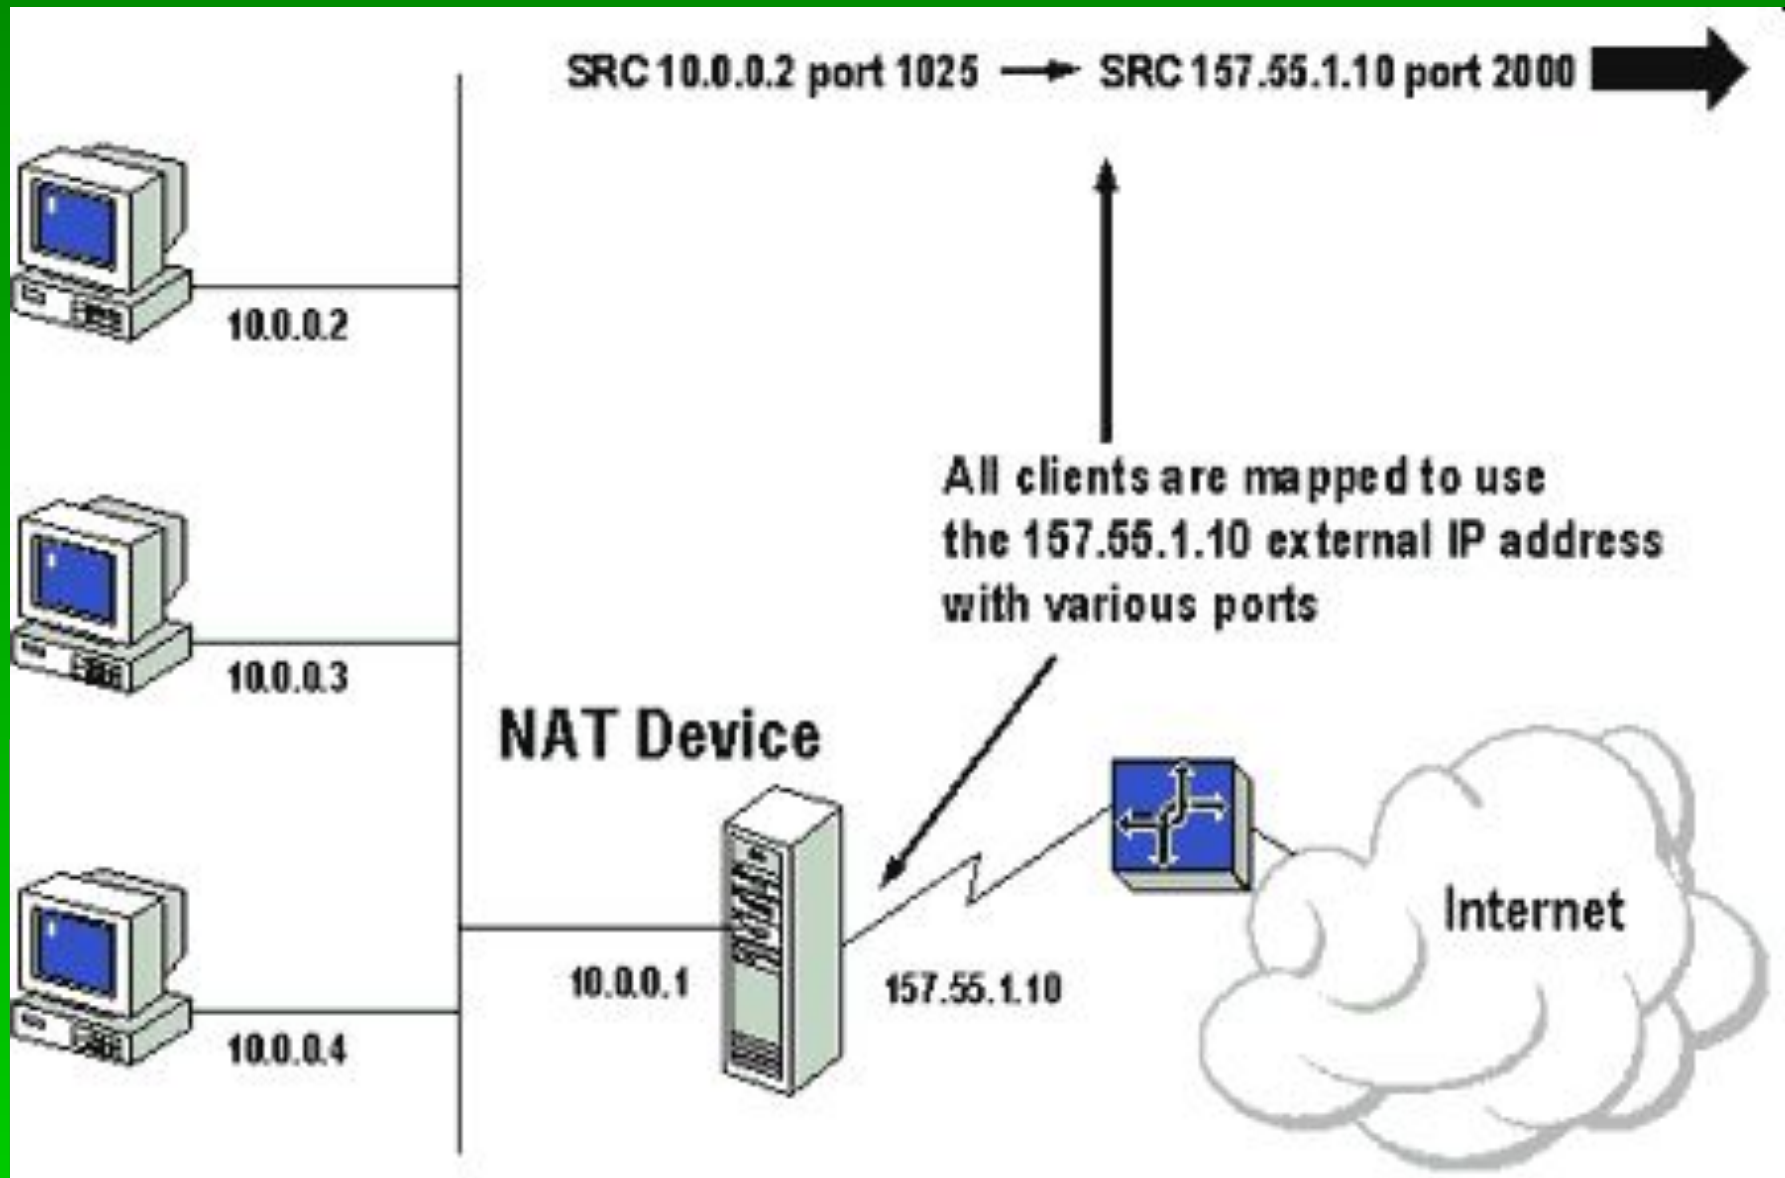 SRC 10.0.0.2 port 1025 → SRC 157.55.1.10 port 2000
10.0.0.2
All clients are mapped to use
the 157.55.1.10 external IP address
with various ports
10.0.0.3
NAT Device
Internet
10.0.0.1
157.55.1.10
10.0.0.4